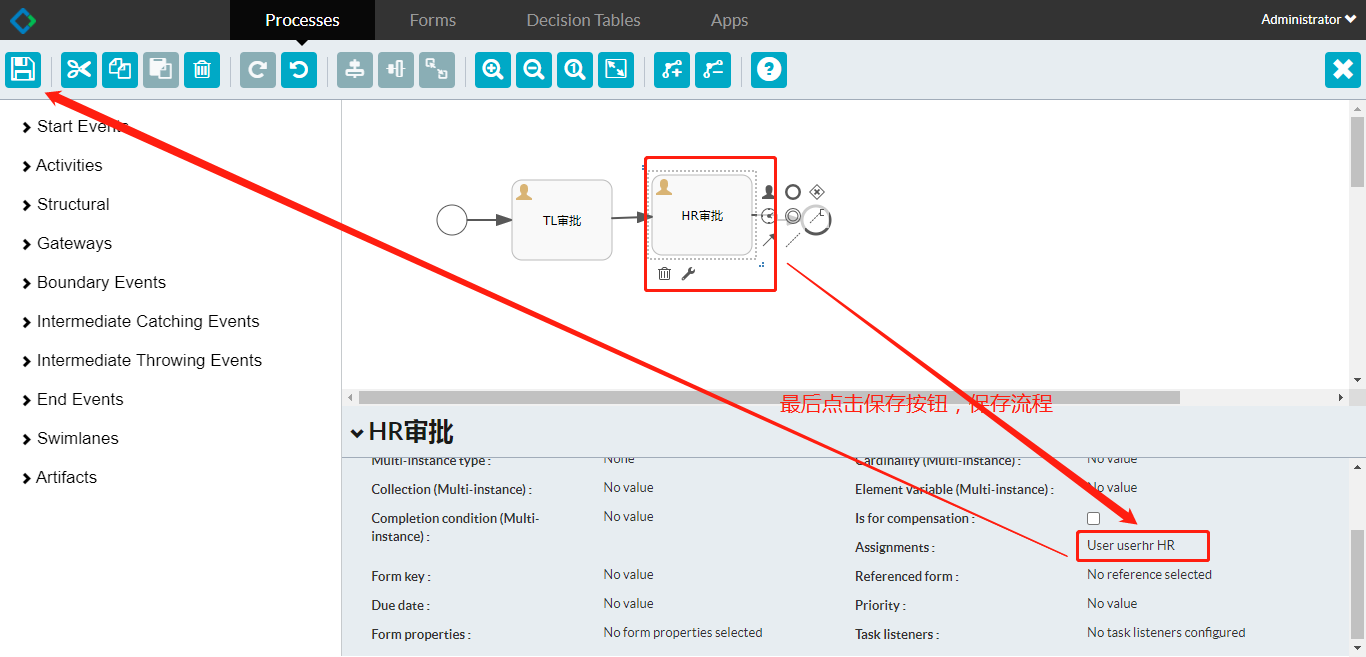 Processes
Forms
Decision Tables
Apps
Administrator
Start Events
Activities
Structural
Gateways
Boundary Events
Intermediate Catching Events
Intermediate Throwing Events
End Events
Swimlanes
Artifacts
TL审批
HR审批
最后点击保存按钮，保存流程
HR审批
Multi-instance type : None
Cardinality (Multi-instance) : No value
Collection (Multi-instance) : No value
Element variable (Multi-instance) : No value
Completion condition (Multi-
instance) : No value
Is for compensation :
Assignments : User userhr HR
Form key : No value
Referenced form : No reference selected
Due date : No value
Priority : No value
Form properties : No form properties selected
Task listeners : No task listeners configured